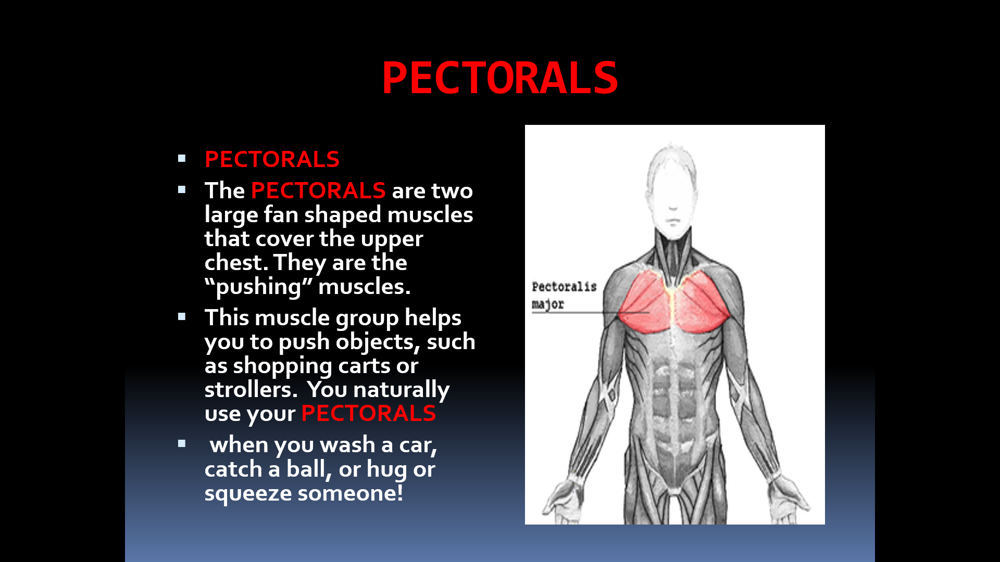 PECTORALS
PECTORALS
The PECTORALS are two
large fan shaped muscles
that cover the upper
chest. They are the
“pushing” muscles.
This muscle group helps
you to push objects, such
as shopping carts or
strollers.  You naturally
use your PECTORALS
when you wash a car,
catch a ball, or hug or
squeeze someone!
Pectoralis
major